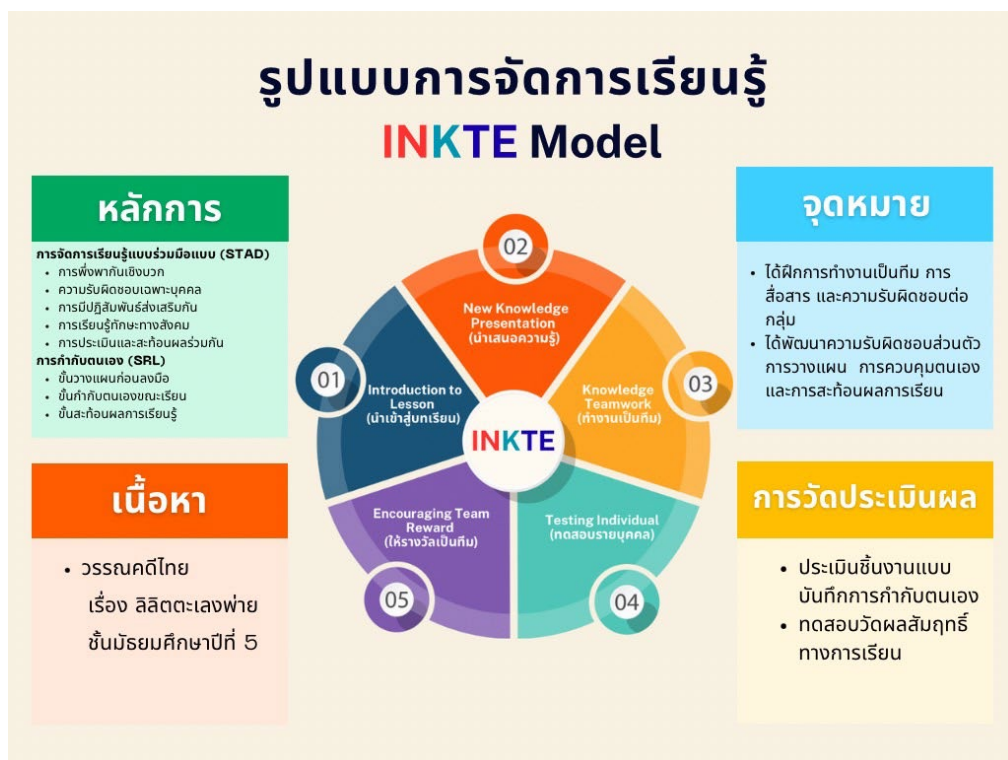 รูปแบบการจัดการเรียนรู้
INKTE Model
หลักการ
การจัดการเรียนรู้แบบร่วมมือแบบ (STAD)
• การพึ่งพากันเชิงบวก
• ความรับผิดชอบเฉพาะบุคคล
• การมีปฏิสัมพันธ์ส่งเสริมกัน
• การเรียนรู้ทักษะทางสังคม
• การประเมินและสะท้อนผลร่วมกัน
การกำกับตนเอง (SRL)
• ขั้นวางแผนก่อนลงมือ
• ขั้นกำกับตนเองขณะเรียน
• ขั้นสะท้อนผลการเรียนรู้
จุดหมาย
• ได้ฝึกการทำงานเป็นทีม การ
สื่อสาร และความรับผิดชอบต่อ
กลุ่ม
• ได้พัฒนาความรับผิดชอบส่วนตัว
การวางแผน การควบคุมตนเอง
และการสะท้อนผลการเรียน
01
Introduction to
Lesson
(นำเข้าสู่บทเรียน)
02
New Knowledge
Presentation
(นำเสนอความรู้)
03
Knowledge
Teamwork
(ทำงานเป็นทีม)
INKTE
04
Testing Individual
(ทดสอบรายบุคคล)
05
Encouraging Team
Reward
(ให้รางวัลเป็นทีม)
เนื้อหา
• วรรณคดีไทย
เรื่อง ลิลิตตะเลงพ่าย
ชั้นมัธยมศึกษาปีที่ 5
การวัดประเมินผล
• ประเมินชิ้นงานแบบ
บันทึกการกำกับตนเอง
• ทดสอบวัดผลสัมฤทธิ์
ทางการเรียน